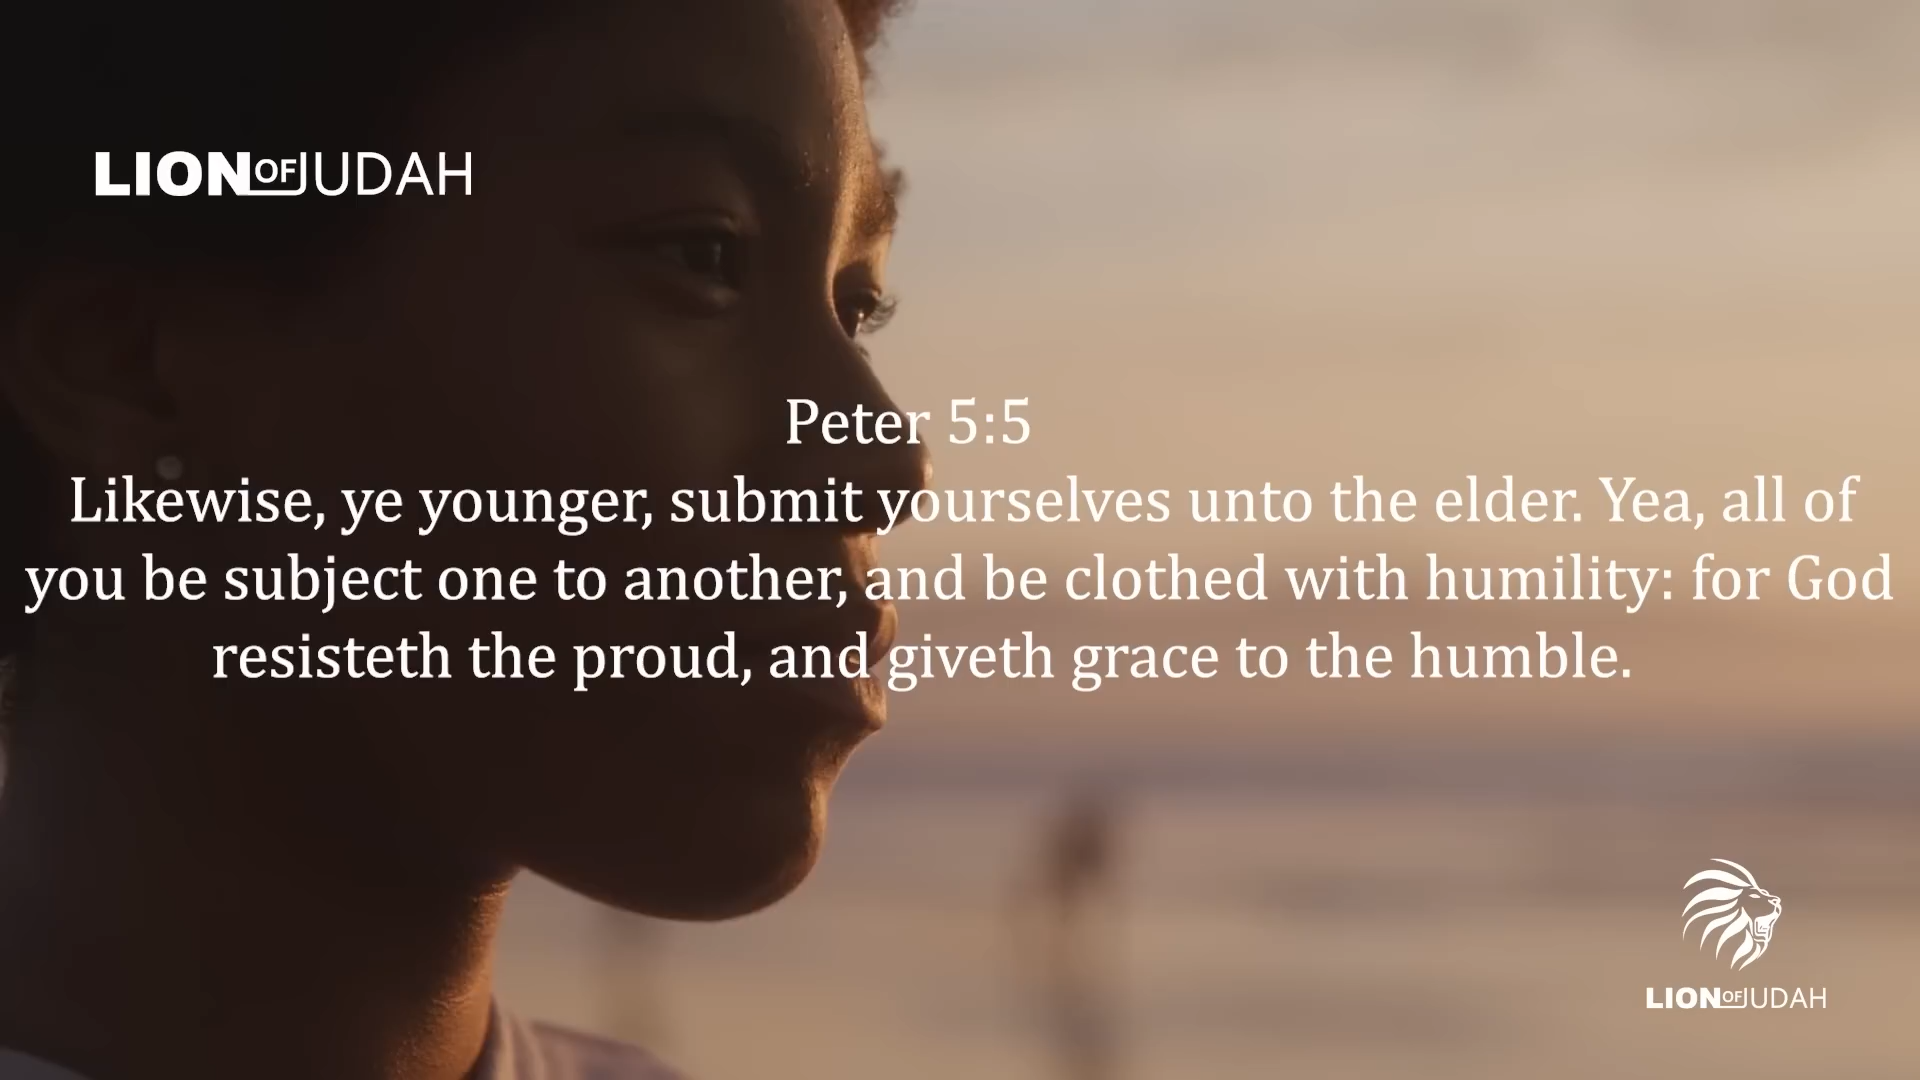 LION OF JUDAH
Peter 5:5
Likewise, ye younger, submit yourselves unto the elder. Yea, all of
you be subject one to another, and be clothed with humility: for God
resisteth the proud, and giveth grace to the humble.
LION OF JUDAH